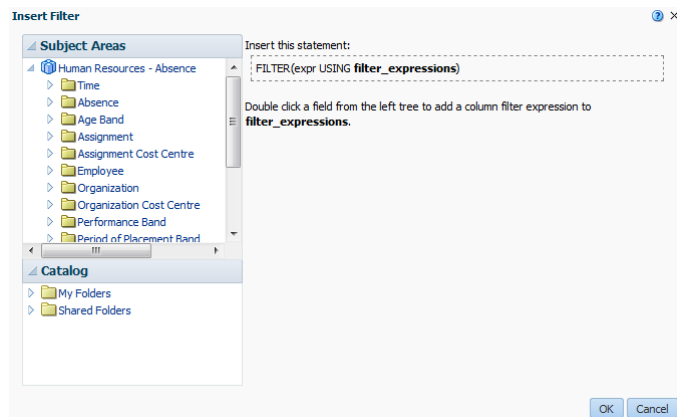 Insert Filter
Subject Areas
Human Resources - Absence
Time
Absence
Age Band
Assignment
Assignment Cost Centre
Employee
Organization
Organization Cost Centre
Performance Band
Period of Placement Band
Catalog
My Folders
Shared Folders
Insert this statement:
FILTER(expr USING filter_expressions)
Double click a field from the left tree to add a column filter expression to
filter_expressions.
OK Cancel